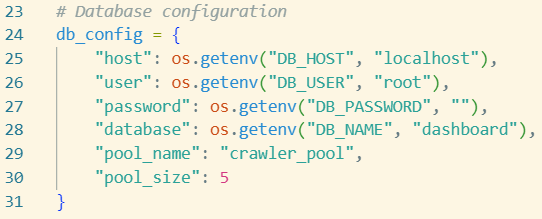 23 # Database configuration
24 db_config = {
25     "host": os.getenv("DB_HOST", "localhost"),
26     "user": os.getenv("DB_USER", "root"),
27     "password": os.getenv("DB_PASSWORD", ""),
28     "database": os.getenv("DB_NAME", "dashboard"),
29     "pool_name": "crawler_pool",
30     "pool_size": 5
31 }